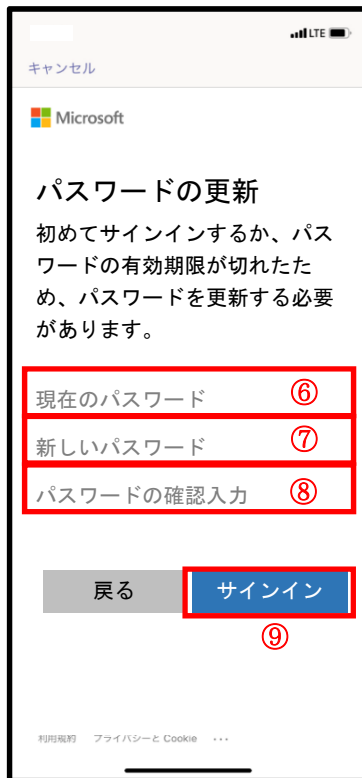 LTE
キャンセル
Microsoft
パスワードの更新
初めてサインインするか、パス
ワードの有効期限が切れたた
め、パスワードを更新する必要
があります。
現在のパスワード ⑥
新しいパスワード ⑦
パスワードの確認入力 ⑧
戻る サインイン
⑨
利用規約 プライバシーと Cookie ···